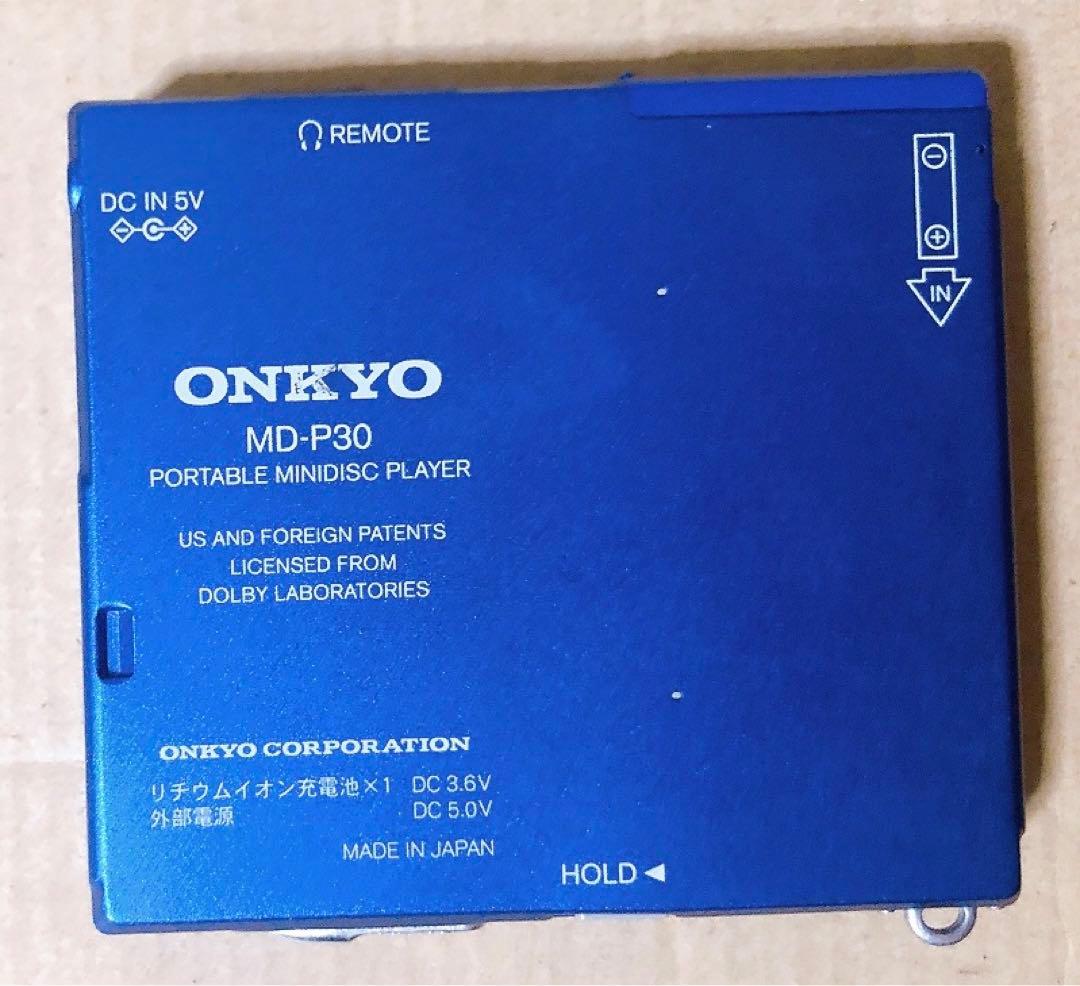 REMOTE
DC IN 5V
IN
ONKYO
MD-P30
PORTABLE MINIDISC PLAYER
US AND FOREIGN PATENTS
LICENSED FROM
DOLBY LABORATORIES
ONKYO CORPORATION
リチウムイオン充電池×1 DC 3.6V
外部電源 DC 5.0V
MADE IN JAPAN
HOLD ◀